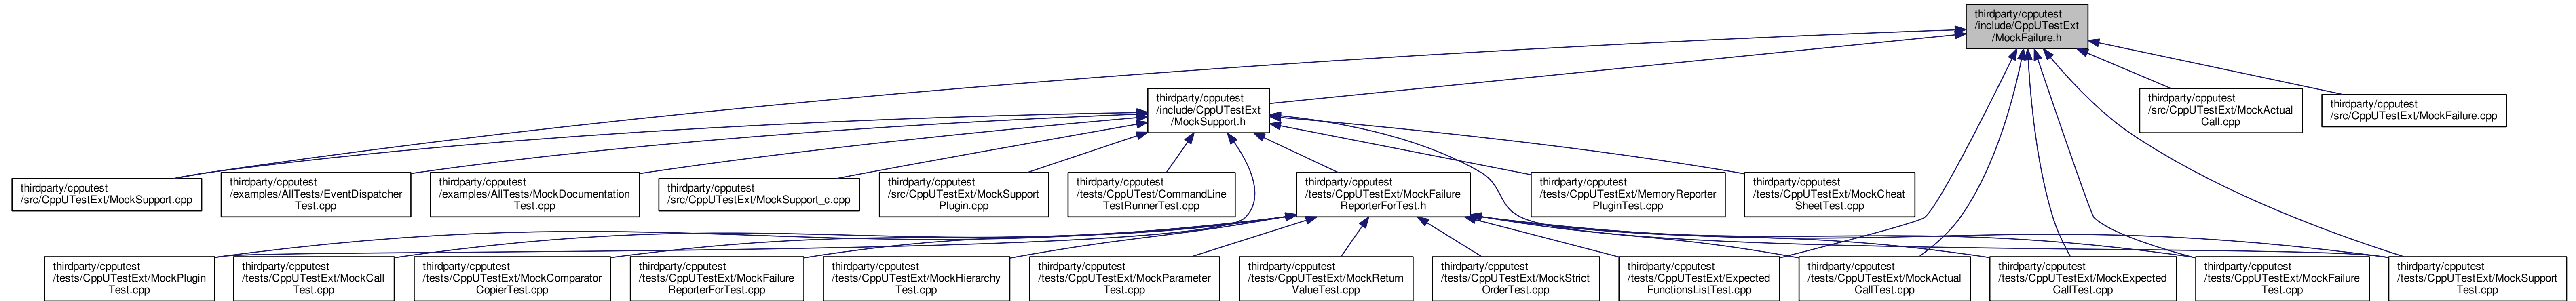 thirdparty/cpputest
/include/CppUTestExt
/MockFailure.h
thirdparty/cpputest
/include/CppUTestExt
/MockSupport.h
thirdparty/cpputest
/src/CppUTestExt/MockActual
Call.cpp
thirdparty/cpputest
/src/CppUTestExt/MockFailure.cpp
thirdparty/cpputest
/src/CppUTestExt/MockSupport.cpp
thirdparty/cpputest
/examples/AllTests/EventDispatcher
Test.cpp
thirdparty/cpputest
/examples/AllTests/MockDocumentation
Test.cpp
thirdparty/cpputest
/src/CppUTestExt/MockSupport_c.cpp
thirdparty/cpputest
/src/CppUTestExt/MockSupport
Plugin.cpp
thirdparty/cpputest
/tests/CppUTest/CommandLine
TestRunnerTest.cpp
thirdparty/cpputest
/tests/CppUTestExt/MockFailure
ReporterForTest.h
thirdparty/cpputest
/tests/CppUTestExt/MemoryReporter
PluginTest.cpp
thirdparty/cpputest
/tests/CppUTestExt/MockCheat
SheetTest.cpp
thirdparty/cpputest
/tests/CppUTestExt/MockPlugin
Test.cpp
thirdparty/cpputest
/tests/CppUTestExt/MockCall
Test.cpp
thirdparty/cpputest
/tests/CppUTestExt/MockComparator
CopierTest.cpp
thirdparty/cpputest
/tests/CppUTestExt/MockFailure
ReporterForTest.cpp
thirdparty/cpputest
/tests/CppUTestExt/MockHierarchy
Test.cpp
thirdparty/cpputest
/tests/CppUTestExt/MockParameter
Test.cpp
thirdparty/cpputest
/tests/CppUTestExt/MockReturn
ValueTest.cpp
thirdparty/cpputest
/tests/CppUTestExt/MockStrict
OrderTest.cpp
thirdparty/cpputest
/tests/CppUTestExt/Expected
FunctionsListTest.cpp
thirdparty/cpputest
/tests/CppUTestExt/MockActual
CallTest.cpp
thirdparty/cpputest
/tests/CppUTestExt/MockExpected
CallTest.cpp
thirdparty/cpputest
/tests/CppUTestExt/MockFailure
Test.cpp
thirdparty/cpputest
/tests/CppUTestExt/MockSupport
Test.cpp